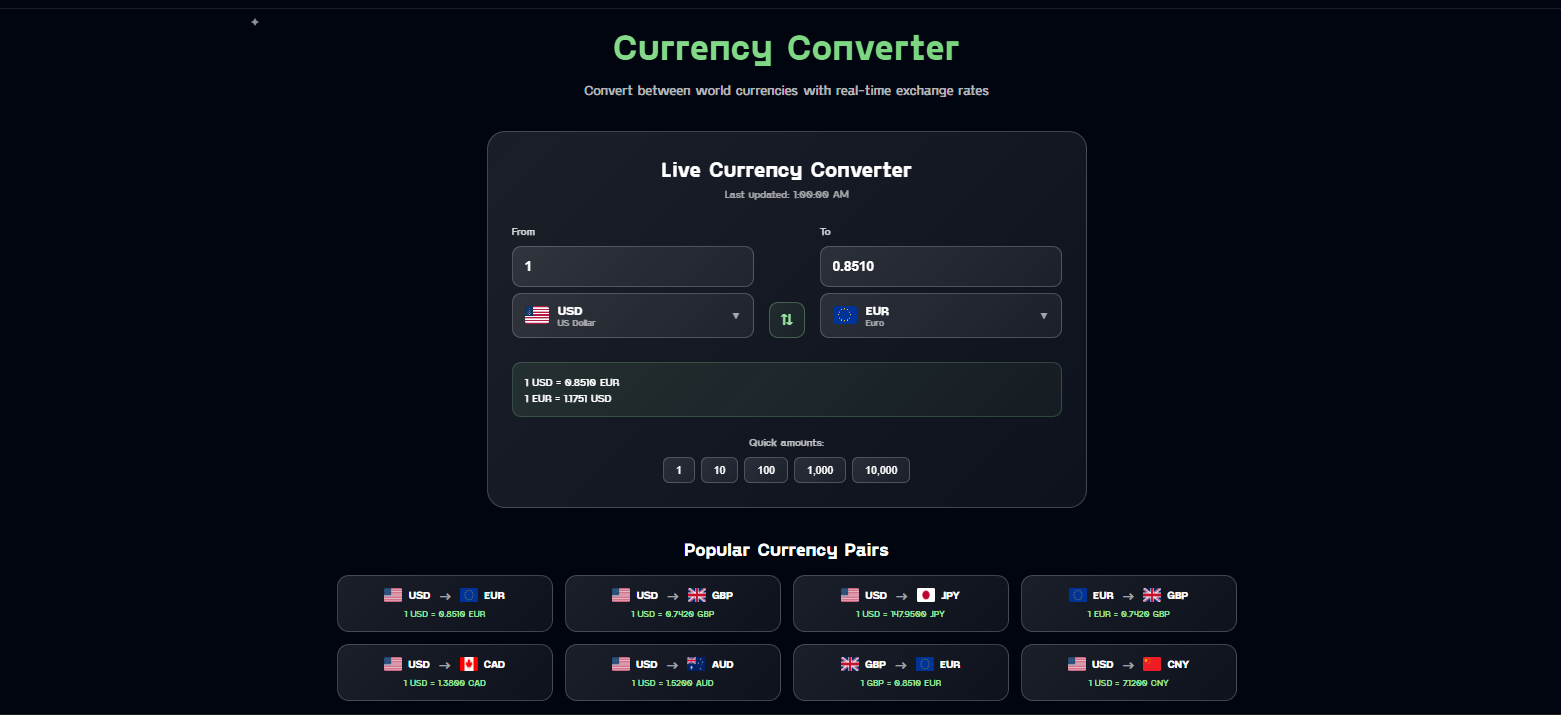 Currency Converter
Convert between world currencies with real-time exchange rates
Live Currency Converter
Last updated: 1:00:00 AM
From
To
1
0.8510
USD
US Dollar
▼
⇅
EUR
Euro
▼
1 USD = 0.8510 EUR
1 EUR = 1.1751 USD
Quick amounts:
1 10 100 1,000 10,000
Popular Currency Pairs
USD → EUR
1 USD = 0.8510 EUR
USD → GBP
1 USD = 0.7420 GBP
USD → JPY
1 USD = 147.9500 JPY
EUR → GBP
1 EUR = 0.7420 GBP
USD → CAD
1 USD = 1.3800 CAD
USD → AUD
1 USD = 1.5200 AUD
GBP → EUR
1 GBP = 0.8510 EUR
USD → CNY
1 USD = 7.1200 CNY